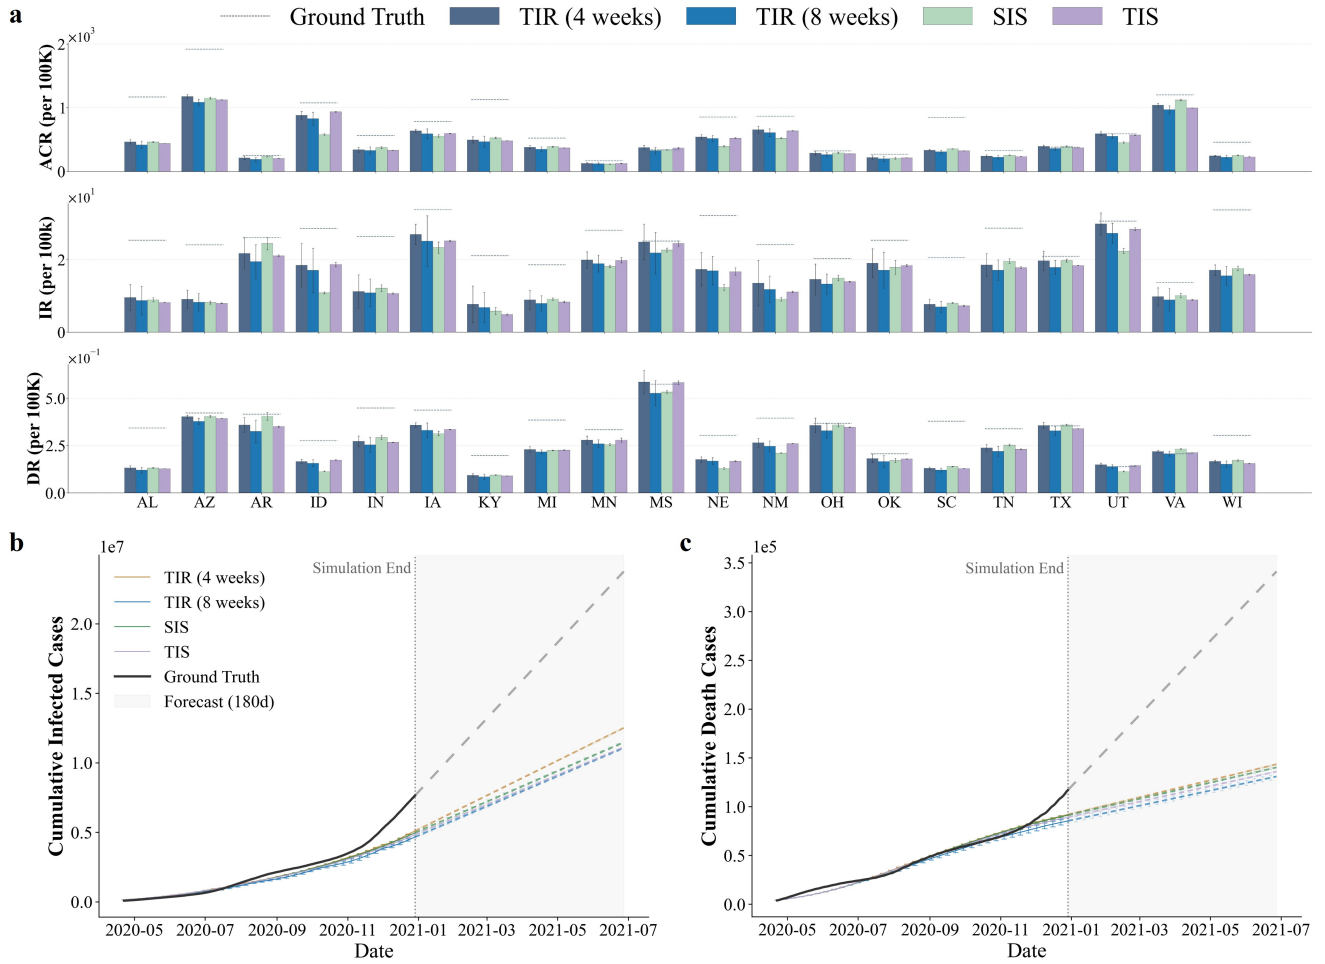 a
Ground Truth TIR (4 weeks) TIR (8 weeks) SIS TIS
×10³
ACR (per 100K)
2
1
0
×10¹
IR (per 100k)
2
0
×10⁻¹
DR (per 100K)
5.0
2.5
0.0
AL AZ AR ID IN IA KY MI MN MS NE NM OH OK SC TN TX UT VA WI
b
1e7
Simulation End
TIR (4 weeks)
TIR (8 weeks)
SIS
TIS
Ground Truth
Forecast (180d)
Cumulative Infected Cases
2.0
1.5
1.0
0.5
0.0
2020-05 2020-07 2020-09 2020-11 2021-01 2021-03 2021-05 2021-07
Date
c
1e5
Simulation End
Cumulative Death Cases
3.5
3.0
2.5
2.0
1.5
1.0
0.5
0.0
2020-05 2020-07 2020-09 2020-11 2021-01 2021-03 2021-05 2021-07
Date